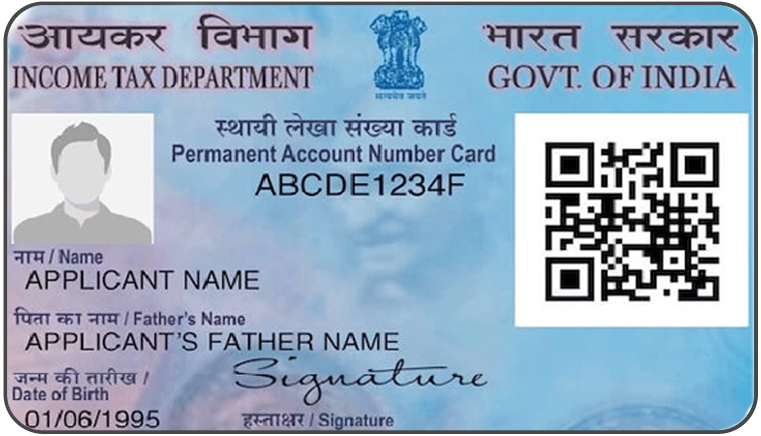 आयकर विभाग
INCOME TAX DEPARTMENT
सत्यमेव जयते
भारत सरकार
GOVT. OF INDIA
स्थायी लेखा संख्या कार्ड
Permanent Account Number Card
ABCDE1234F
नाम / Name
APPLICANT NAME
पिता का नाम / Father's Name
APPLICANT'S FATHER NAME
जन्म की तारीख /
Date of Birth
01/06/1995
Signature
हस्ताक्षर / Signature